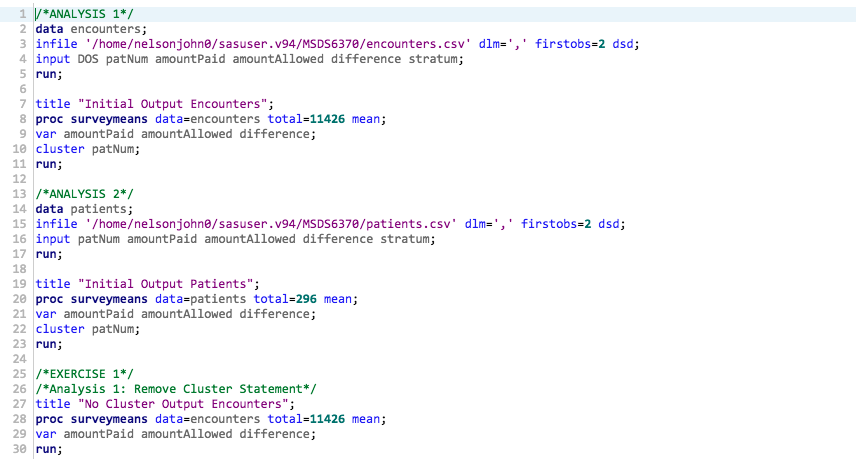 1 /*ANALYSIS 1*/
2 data encounters;
3 infile '/home/nelsonjohn0/sasuser.v94/MSDS6370/encounters.csv' dlm=',' firstobs=2 dsd;
4 input DOS patNum amountPaid amountAllowed difference stratum;
5 run;
6
7 title "Initial Output Encounters";
8 proc surveymeans data=encounters total=11426 mean;
9 var amountPaid amountAllowed difference;
10 cluster patNum;
11 run;
12
13 /*ANALYSIS 2*/
14 data patients;
15 infile '/home/nelsonjohn0/sasuser.v94/MSDS6370/patients.csv' dlm=',' firstobs=2 dsd;
16 input patNum amountPaid amountAllowed difference stratum;
17 run;
18
19 title "Initial Output Patients";
20 proc surveymeans data=patients total=296 mean;
21 var amountPaid amountAllowed difference;
22 cluster patNum;
23 run;
24
25 /*EXERCISE 1*/
26 /*Analysis 1: Remove Cluster Statement*/
27 title "No Cluster Output Encounters";
28 proc surveymeans data=encounters total=11426 mean;
29 var amountPaid amountAllowed difference;
30 run;